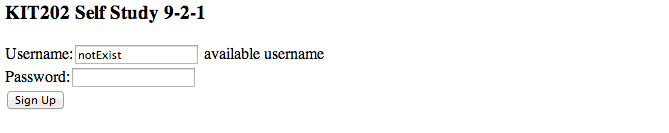 KIT202 Self Study 9-2-1
Username: notExist available username
Password:
Sign Up